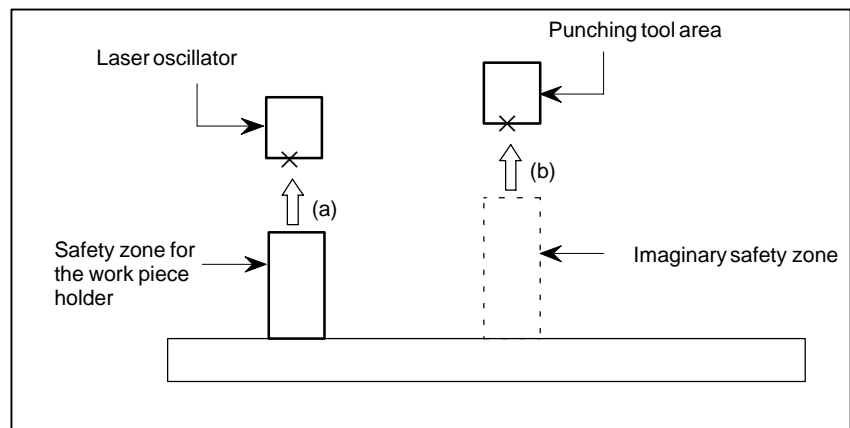 Punching tool area
Laser oscillator
(a)
(b)
Safety zone for
the work piece
holder
Imaginary safety zone